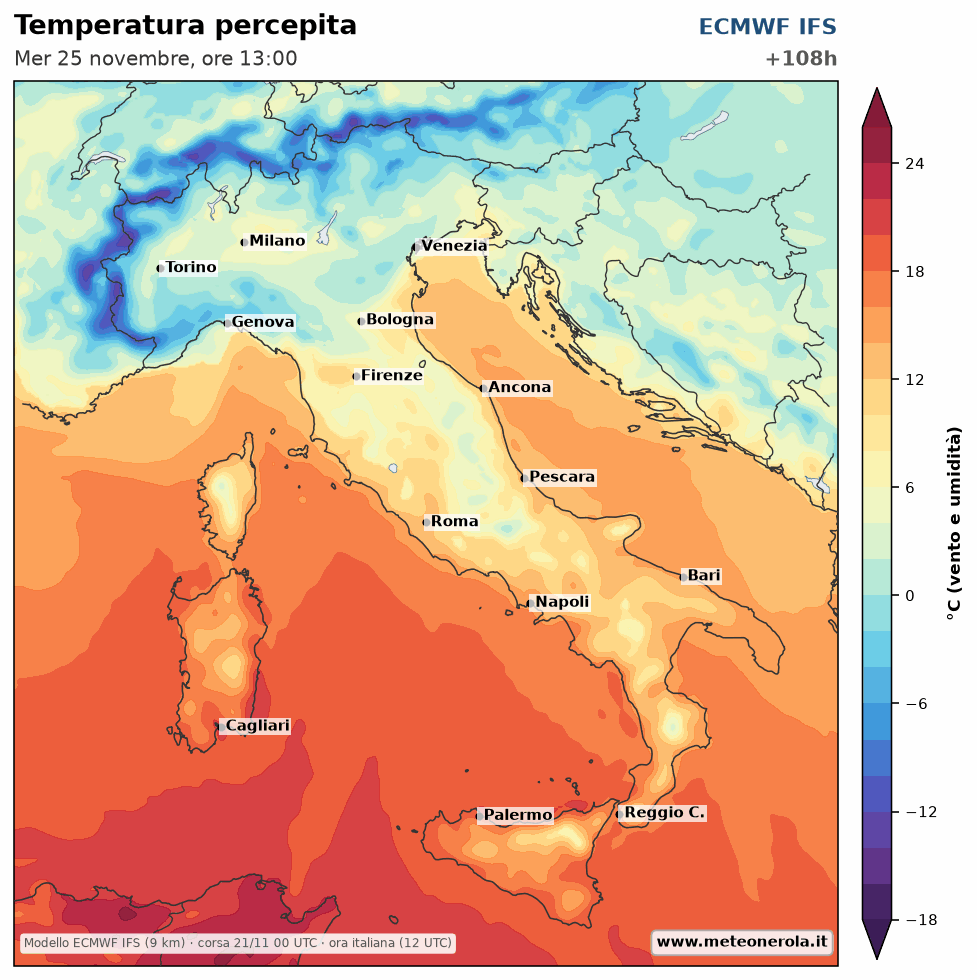 Temperatura percepita
ECMWF IFS
Mer 25 novembre, ore 13:00
+108h
Milano
Venezia
Torino
Genova
Bologna
Firenze
Ancona
Pescara
Roma
Bari
Napoli
Cagliari
Palermo
Reggio C.
24
18
12
6
0
−6
−12
−18
°C (vento e umidità)
Modello ECMWF IFS (9 km) · corsa 21/11 00 UTC · ora italiana (12 UTC)
www.meteonerola.it